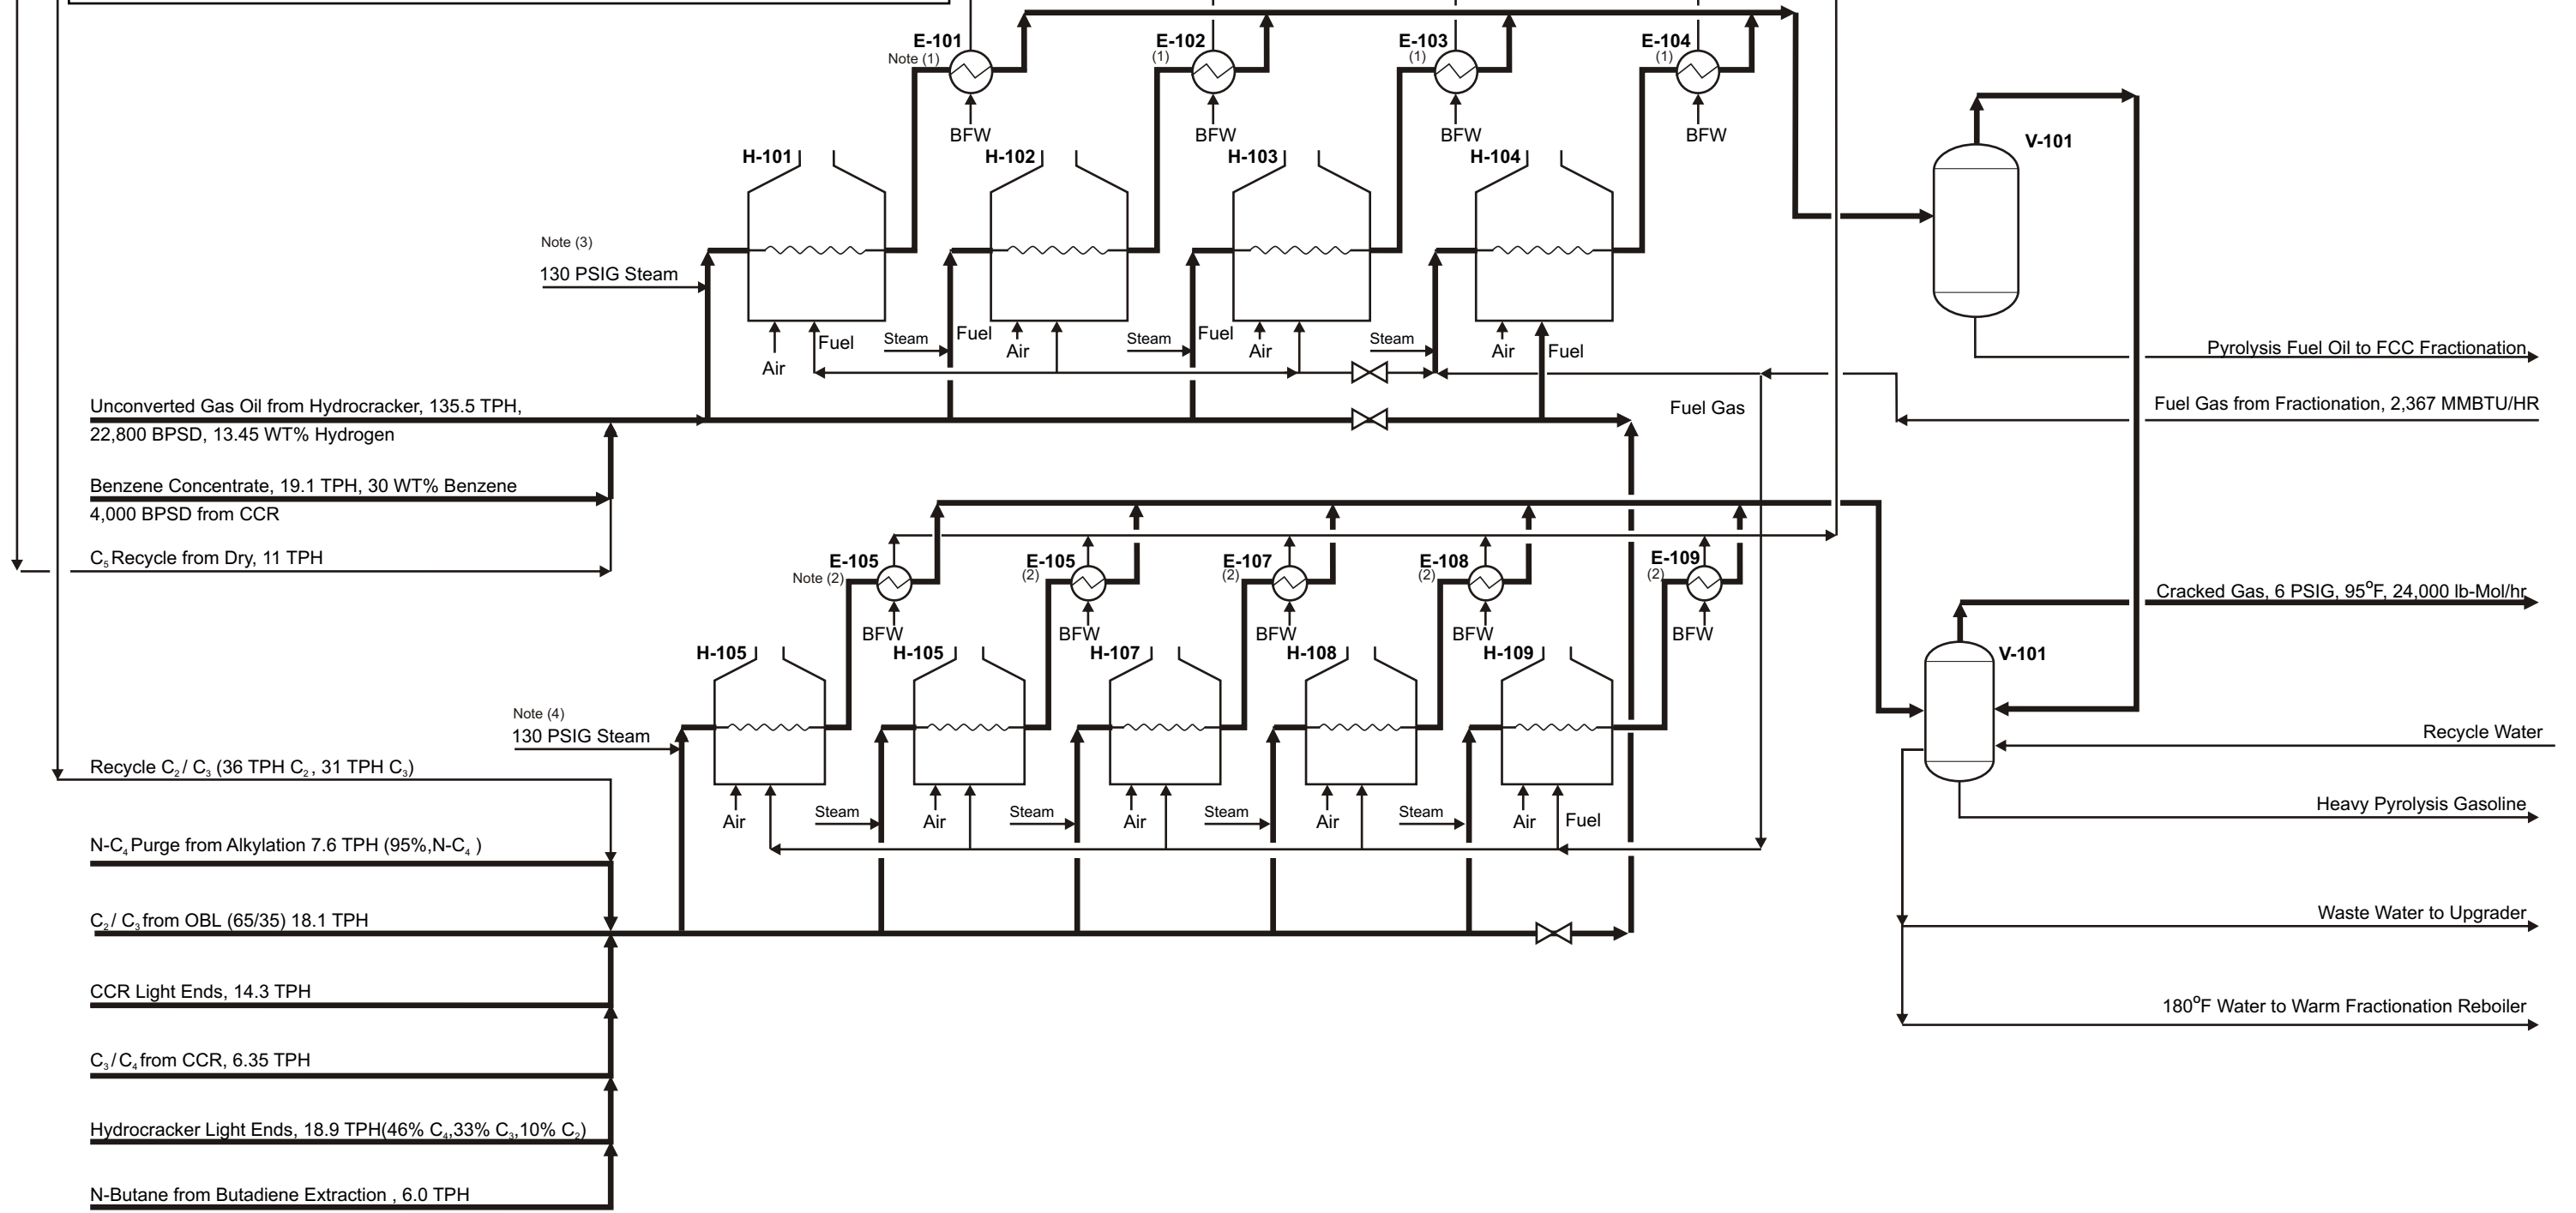 E-101
Note (1)
E-102
(1)
E-103
(1)
E-104
(1)
BFW
BFW
BFW
BFW
V-101
H-101
H-102
H-103
H-104
Note (3)
130 PSIG Steam
Fuel
Air
Steam
Fuel
Air
Steam
Fuel
Air
Steam
Air
Fuel
Pyrolysis Fuel Oil to FCC Fractionation
Unconverted Gas Oil from Hydrocracker, 135.5 TPH,
22,800 BPSD, 13.45 WT% Hydrogen
Fuel Gas
Fuel Gas from Fractionation, 2,367 MMBTU/HR
Benzene Concentrate, 19.1 TPH, 30 WT% Benzene
4,000 BPSD from CCR
C₅ Recycle from Dry, 11 TPH
E-105
Note (2)
E-105
(2)
E-107
(2)
E-108
(2)
E-109
(2)
Cracked Gas, 6 PSIG, 95°F, 24,000 lb-Mol/hr
BFW
BFW
BFW
BFW
BFW
H-105
H-105
H-107
H-108
H-109
V-101
Note (4)
130 PSIG Steam
Recycle Water
Recycle C₂ / C₃ (36 TPH C₂ , 31 TPH C₃)
Air
Steam
Air
Steam
Air
Steam
Air
Steam
Air
Fuel
Heavy Pyrolysis Gasoline
N-C₄ Purge from Alkylation 7.6 TPH (95%,N-C₄ )
C₂ / C₃ from OBL (65/35) 18.1 TPH
Waste Water to Upgrader
CCR Light Ends, 14.3 TPH
180°F Water to Warm Fractionation Reboiler
C₃ / C₄ from CCR, 6.35 TPH
Hydrocracker Light Ends, 18.9 TPH(46% C₄,33% C₃,10% C₂)
N-Butane from Butadiene Extraction , 6.0 TPH